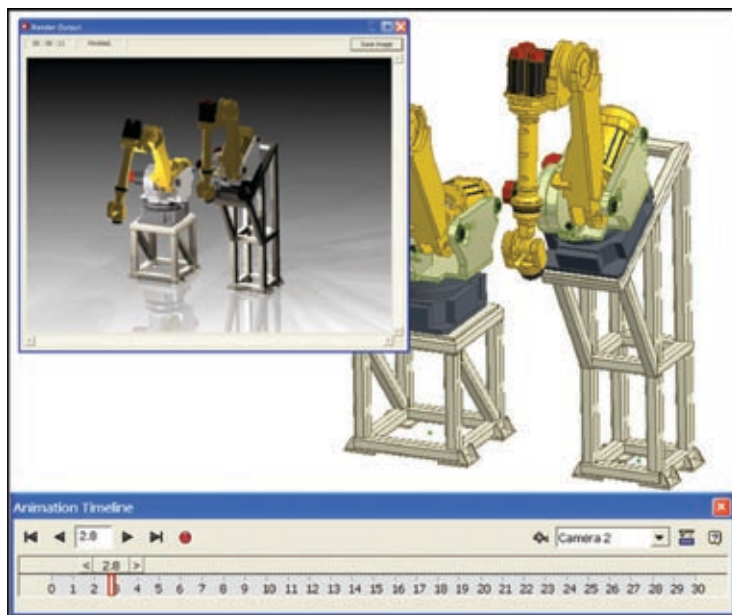 Render Output
Finished
Save Image
Animation Timeline
2.8
Camera 2
< 2.8 >
0 1 2 3 4 5 6 7 8 9 10 11 12 13 14 15 16 17 18 19 20 21 22 23 24 25 26 27 28 29 30